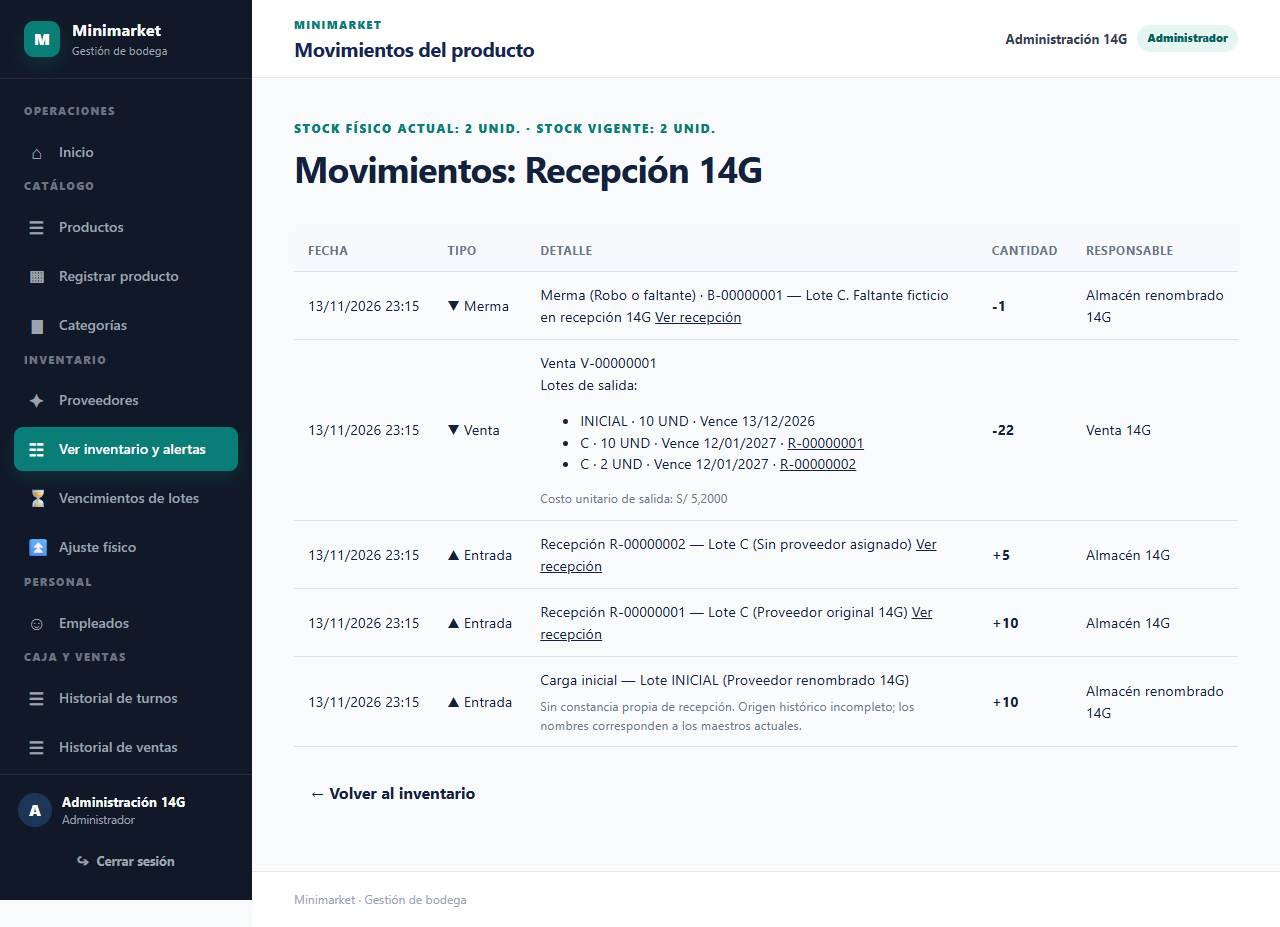 M
Minimarket
Gestión de bodega
OPERACIONES
Inicio
CATÁLOGO
Productos
Registrar producto
Categorías
INVENTARIO
Proveedores
Ver inventario y alertas
Vencimientos de lotes
Ajuste físico
PERSONAL
Empleados
CAJA Y VENTAS
Historial de turnos
Historial de ventas
A
Administración 14G
Administrador
Cerrar sesión
MINIMARKET
Movimientos del producto
Administración 14G
Administrador
STOCK FÍSICO ACTUAL: 2 UNID. · STOCK VIGENTE: 2 UNID.
Movimientos: Recepción 14G
FECHA TIPO DETALLE CANTIDAD RESPONSABLE
13/11/2026 23:15 ▼ Merma
Merma (Robo o faltante) · B-00000001 — Lote C. Faltante ficticio
en recepción 14G Ver recepción
-1
Almacén renombrado
14G
13/11/2026 23:15 ▼ Venta
Venta V-00000001
Lotes de salida:
• INICIAL · 10 UND · Vence 13/12/2026
• C · 10 UND · Vence 12/01/2027 · R-00000001
• C · 2 UND · Vence 12/01/2027 · R-00000002
Costo unitario de salida: S/ 5,2000
-22
Venta 14G
13/11/2026 23:15 ▲ Entrada
Recepción R-00000002 — Lote C (Sin proveedor asignado) Ver
recepción
+5
Almacén 14G
13/11/2026 23:15 ▲ Entrada
Recepción R-00000001 — Lote C (Proveedor original 14G) Ver
recepción
+10
Almacén 14G
13/11/2026 23:15 ▲ Entrada
Carga inicial — Lote INICIAL (Proveedor renombrado 14G)
Sin constancia propia de recepción. Origen histórico incompleto; los
nombres corresponden a los maestros actuales.
+10
Almacén renombrado
14G
← Volver al inventario
Minimarket · Gestión de bodega